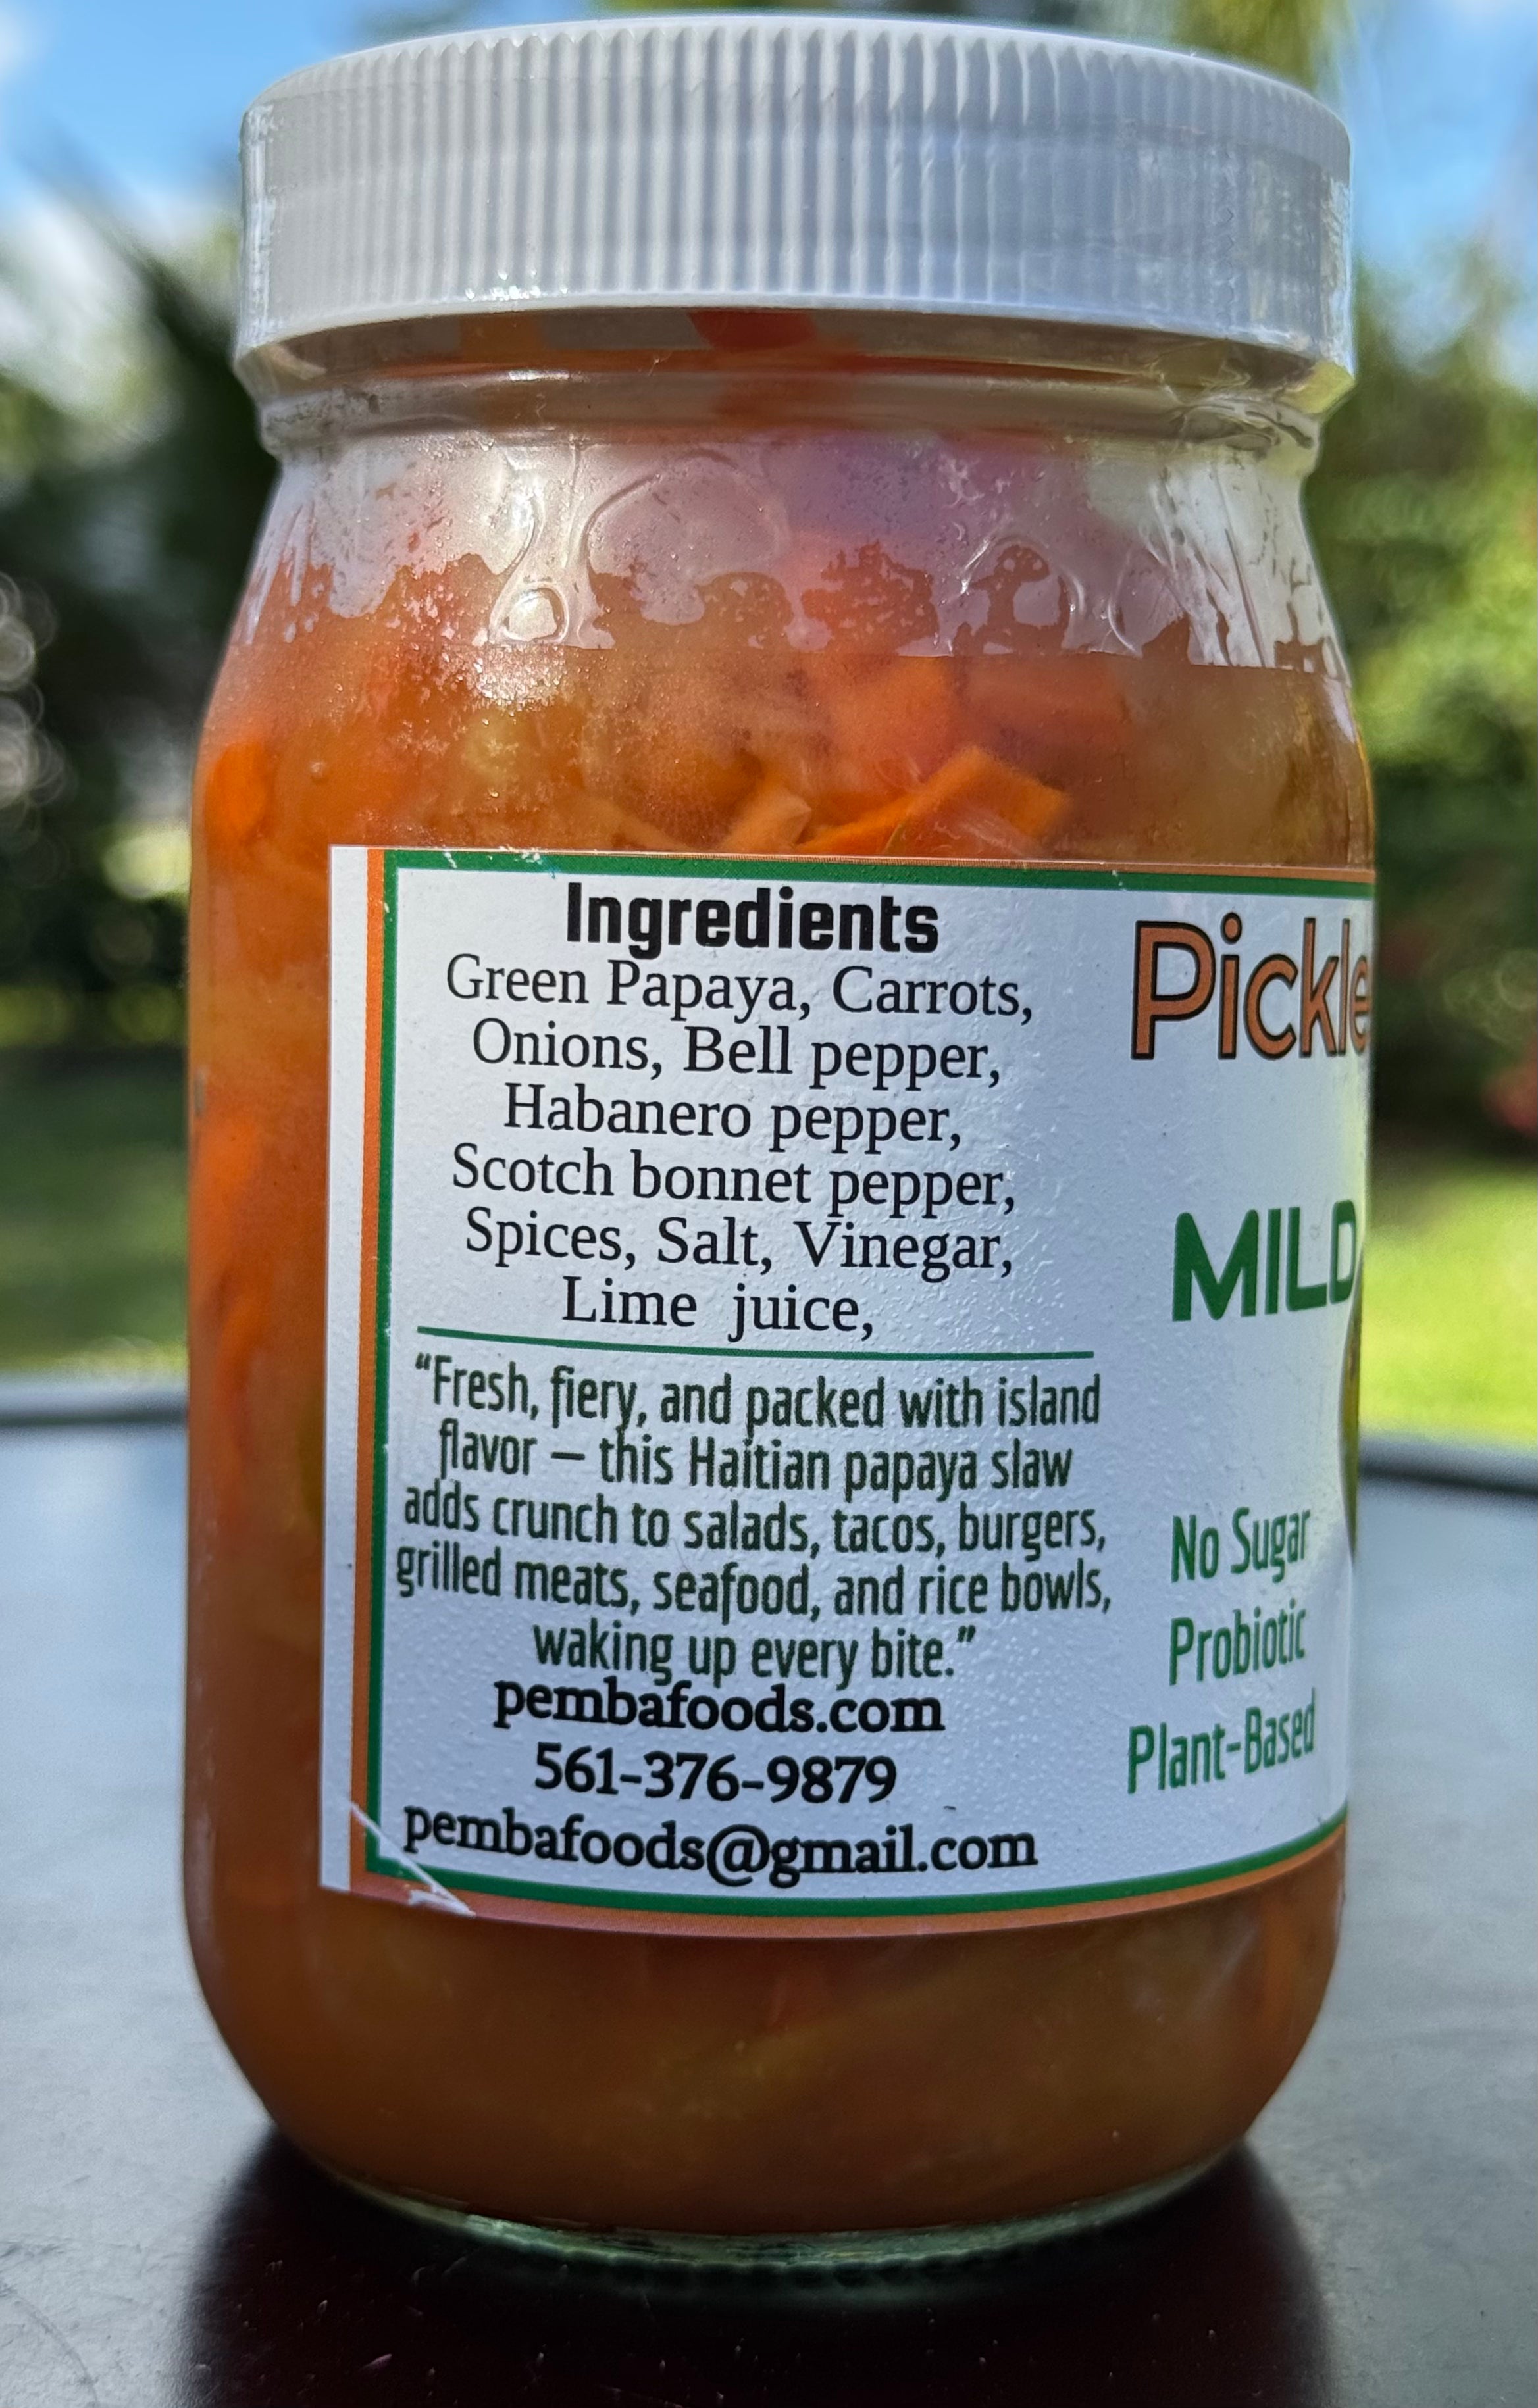 Ingredients
Green Papaya, Carrots,
Onions, Bell pepper,
Habanero pepper,
Scotch bonnet pepper,
Spices, Salt, Vinegar,
Lime juice,
“Fresh, fiery, and packed with island
flavor – this Haitian papaya slaw
adds crunch to salads, tacos, burgers,
grilled meats, seafood, and rice bowls,
waking up every bite.”
pembafoods.com
561-376-9879
pembafoods@gmail.com
Pickle
MILD
No Sugar
Probiotic
Plant-Based